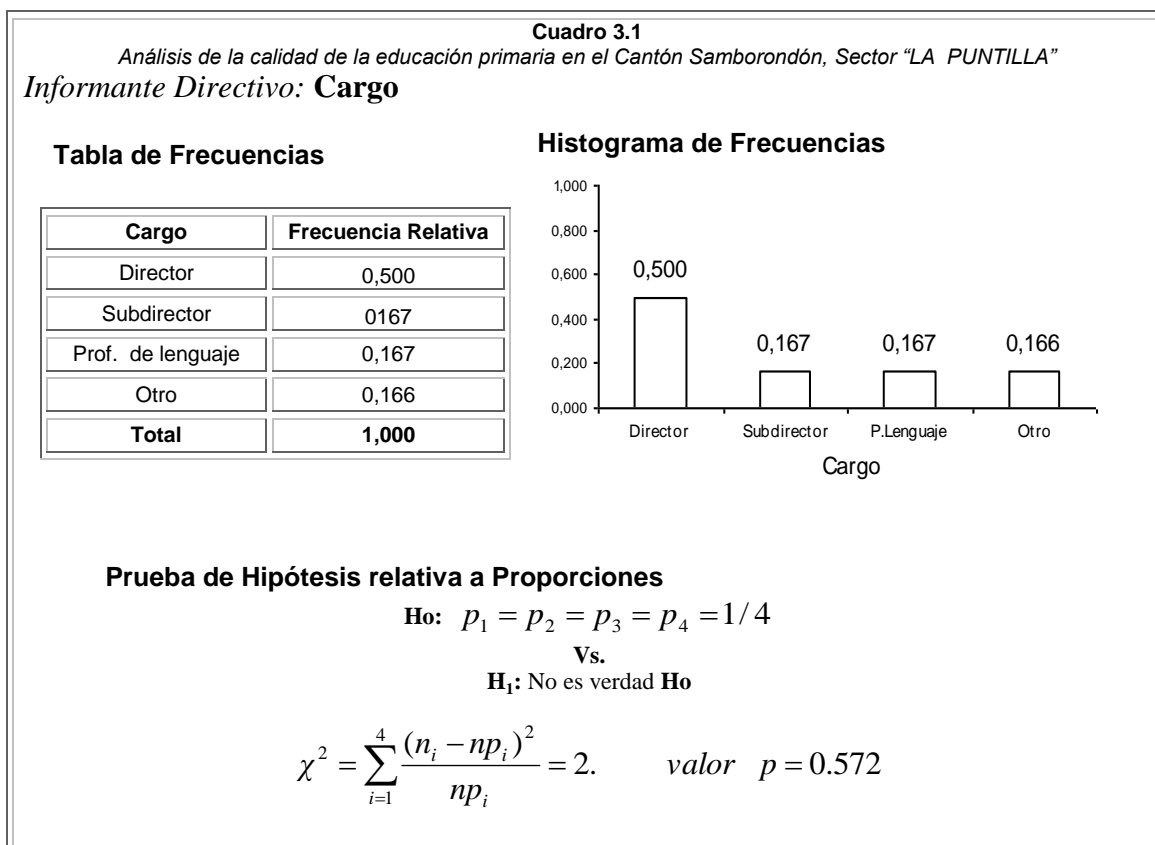 Cuadro 3.1
Análisis de la calidad de la educación primaria en el Cantón Samborondón, Sector “LA PUNTILLA”
Informante Directivo: Cargo
Tabla de Frecuencias
Cargo Frecuencia Relativa
Director 0,500
Subdirector 0167
Prof. de lenguaje 0,167
Otro 0,166
Total 1,000
Histograma de Frecuencias
1,000
0,800
0,600
0,400
0,200
0,000
0,500
0,167
0,167
0,166
Director Subdirector P.Lenguaje Otro
Cargo
Prueba de Hipótesis relativa a Proporciones
Ho: p₁ = p₂ = p₃ = p₄ = 1/4
Vs.
H₁: No es verdad Ho
χ² = ∑_{i=1}^{4} (n_i − np_i)² / np_i = 2. valor p = 0.572